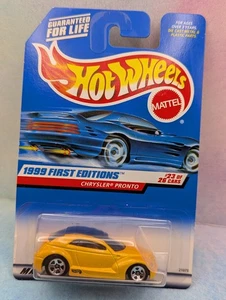 GUARANTEED
FOR LIFE
Hot Wheels
MATTEL
1999 FIRST EDITIONS
CHRYSLER® PRONTO
#23 OF
26 CARS